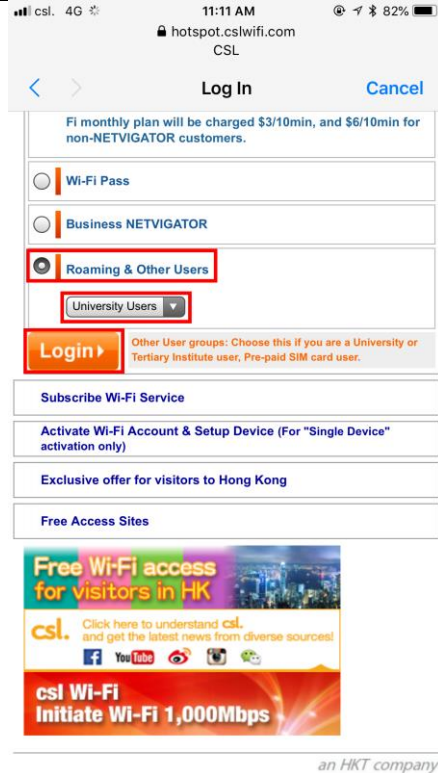 csl. 4G 11:11 AM 82%
hotspot.cslwifi.com
CSL
Log In Cancel
Fi monthly plan will be charged $3/10min, and $6/10min for
non-NETVIGATOR customers.
Wi-Fi Pass
Business NETVIGATOR
Roaming & Other Users
University Users
Login
Other User groups: Choose this if you are a University or
Tertiary Institute user, Pre-paid SIM card user.
Subscribe Wi-Fi Service
Activate Wi-Fi Account & Setup Device (For "Single Device"
activation only)
Exclusive offer for visitors to Hong Kong
Free Access Sites
Free Wi-Fi access
for visitors in HK
csl. Click here to understand csl.
and get the latest news from diverse sources!
f YouTube
csl Wi-Fi
Initiate Wi-Fi 1,000Mbps
an HKT company